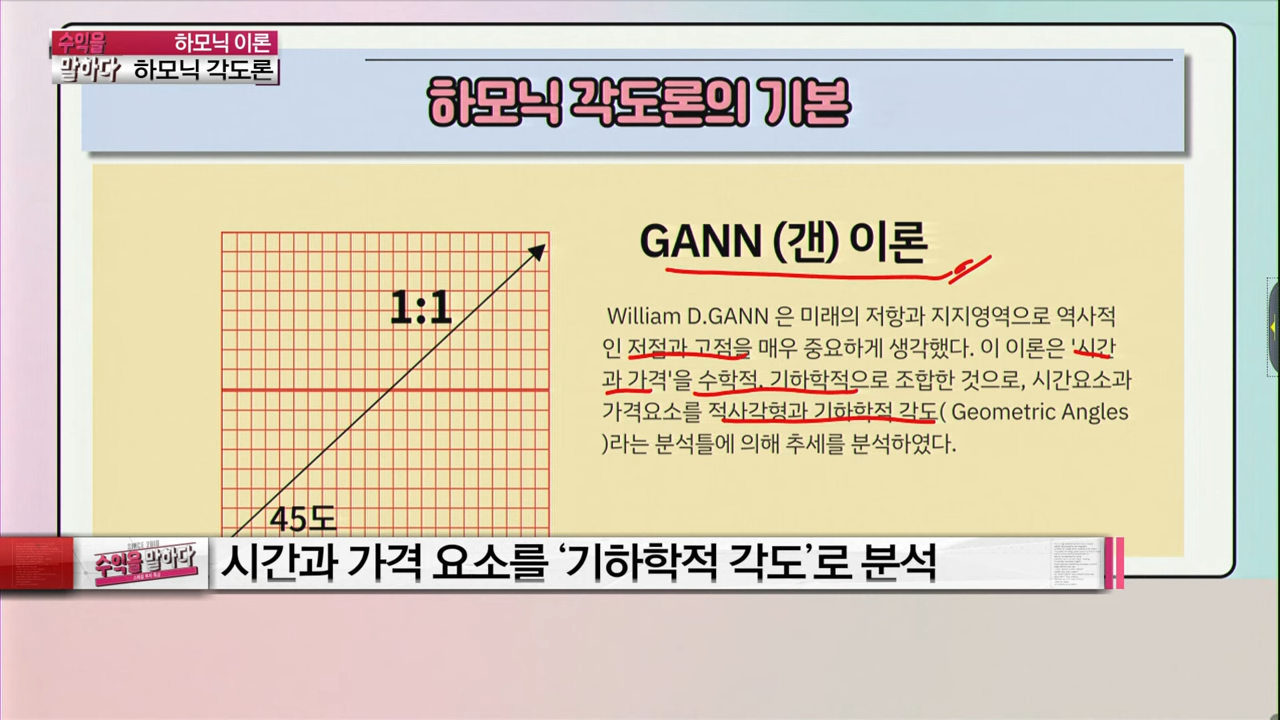 수익을 하모닉 이론
말하다 하모닉 각도론
하모닉 각도론의 기본
GANN (갠) 이론
1:1
45도
William D.GANN 은 미래의 저항과 지지영역으로 역사적
인 저점과 고점을 매우 중요하게 생각했다. 이 이론은 '시간
과 가격'을 수학적, 기하학적으로 조합한 것으로, 시간요소과
가격요소를 적사각형과 기하학적 각도( Geometric Angles
)라는 분석틀에 의해 추세를 분석하였다.
SINCE 2010
수익을 말하다
시간과 가격 요소를 ‘기하학적 각도’로 분석